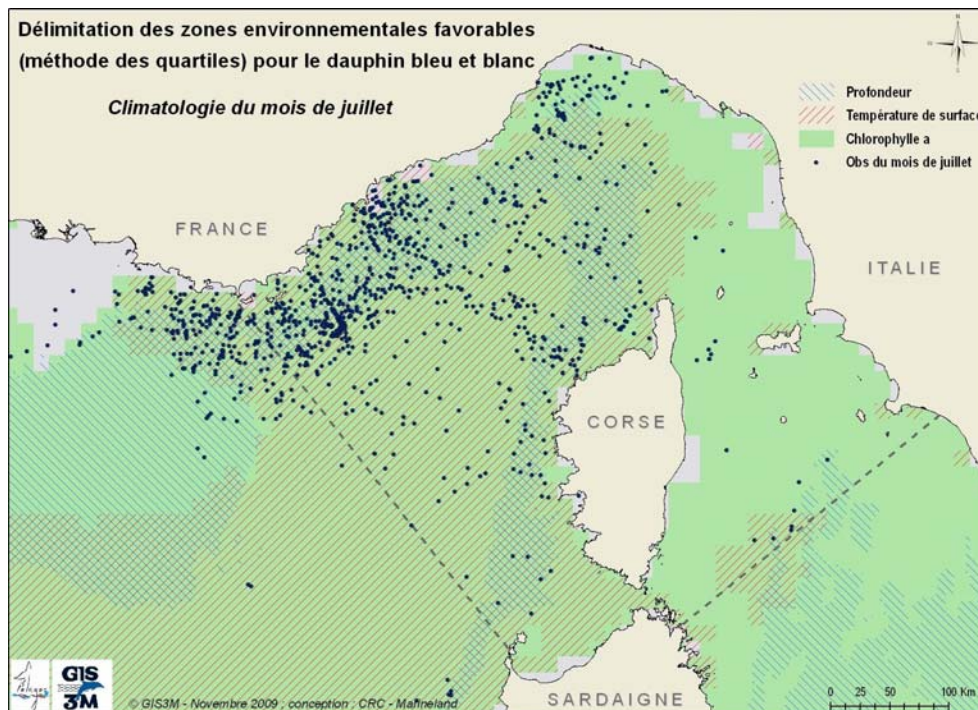 Délimitation des zones environnementales favorables
(méthode des quartiles) pour le dauphin bleu et blanc
Climatologie du mois de juillet
N
Profondeur
Température de surface
Chlorophylle a
Obs du mois de juillet
FRANCE
ITALIE
CORSE
SARDAIGNE
GIS
3M
© GIS3M - Novembre 2009 ; conception : CRC - Marineland
0 25 50 100 Km